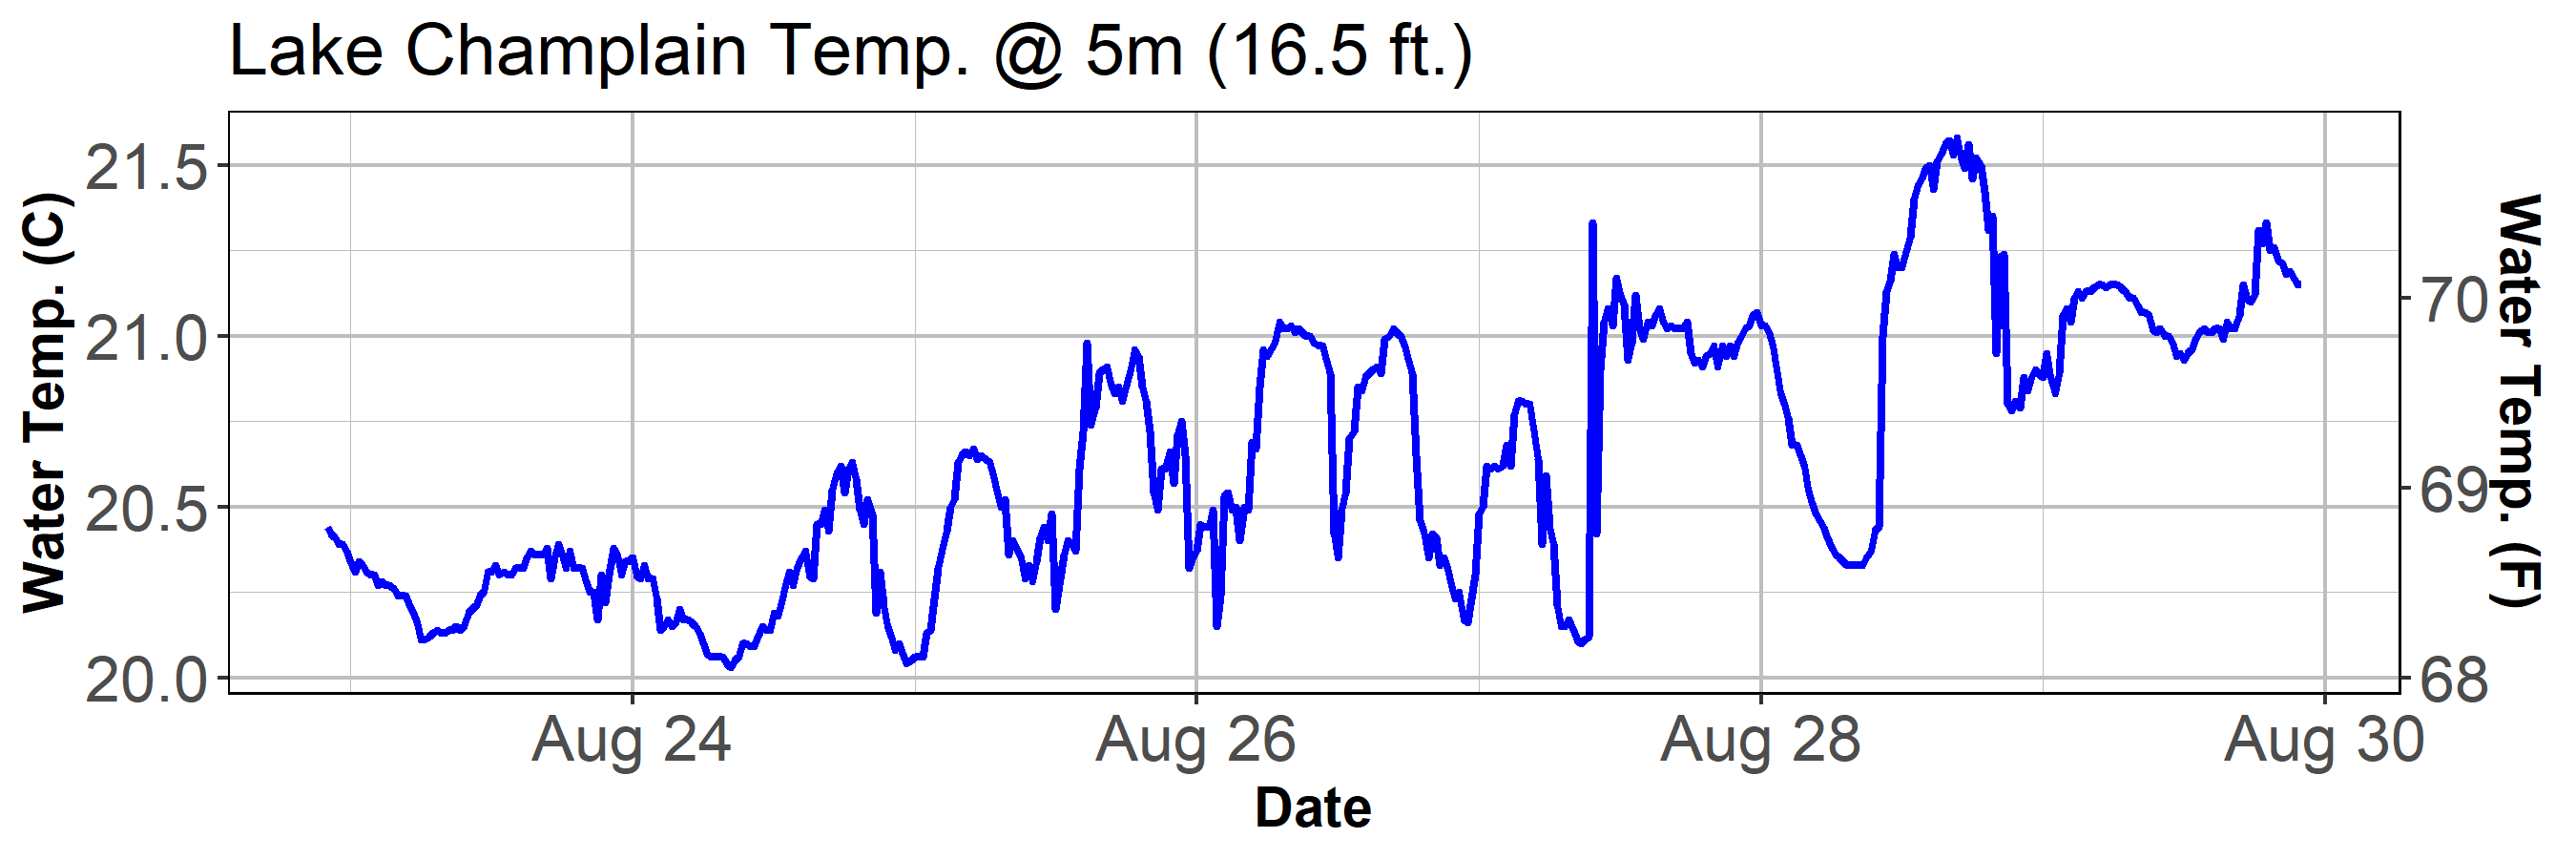 Lake Champlain Temp. @ 5m (16.5 ft.)
Water Temp. (C)
21.5
21.0
20.5
20.0
70
69
68
Water Temp. (F)
Aug 24 Aug 26 Aug 28 Aug 30
Date